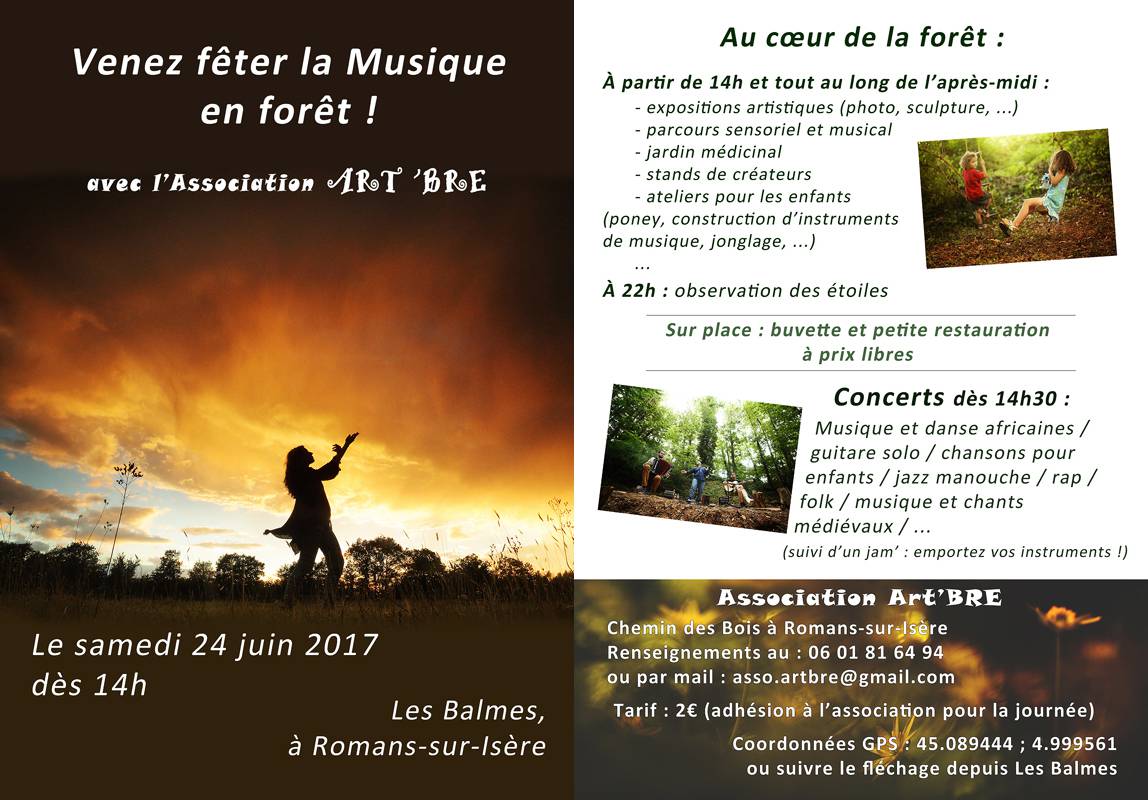 Venez fêter la Musique
en forêt !
avec l'Association ART 'BRE
Le samedi 24 juin 2017
dès 14h
Les Balmes,
à Romans-sur-Isère
Au cœur de la forêt :
À partir de 14h et tout au long de l'après-midi :
- expositions artistiques (photo, sculpture, ...)
- parcours sensoriel et musical
- jardin médicinal
- stands de créateurs
- ateliers pour les enfants
(poney, construction d'instruments
de musique, jonglage, ...)
...
À 22h : observation des étoiles
Sur place : buvette et petite restauration
à prix libres
Concerts dès 14h30 :
Musique et danse africaines /
guitare solo / chansons pour
enfants / jazz manouche / rap /
folk / musique et chants
médiévaux / ...
(suivi d'un jam' : emportez vos instruments !)
Association Art'BRE
Chemin des Bois à Romans-sur-Isère
Renseignements au : 06 01 81 64 94
ou par mail : asso.artbre@gmail.com
Tarif : 2€ (adhésion à l'association pour la journée)
Coordonnées GPS : 45.089444 ; 4.999561
ou suivre le fléchage depuis Les Balmes